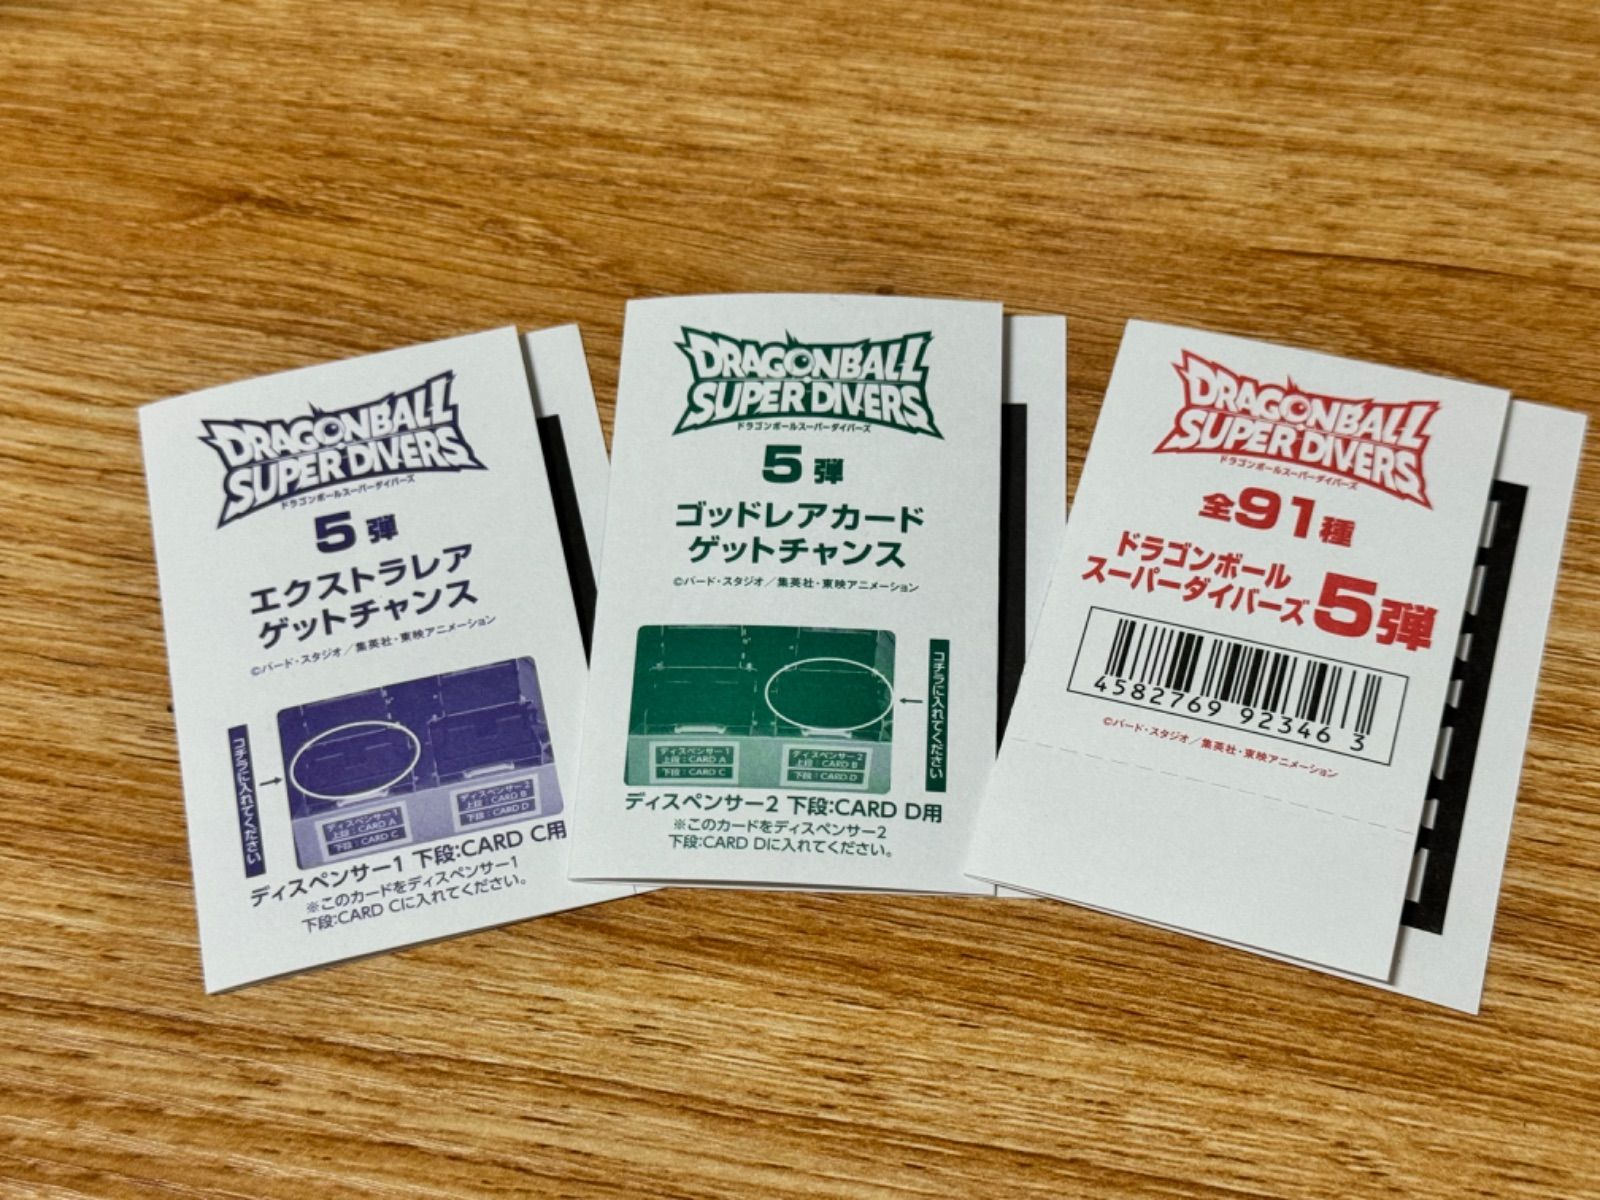 DRAGONBALL
SUPER DIVERS
ドラゴンボールスーパーダイバーズ
5弾
エクストラレア
ゲットチャンス
©バード・スタジオ／集英社・東映アニメーション
コチラに入れてください
ディスペンサー1
上段：CARD A
下段：CARD C
ディスペンサー2
上段：CARD B
下段：CARD D
ディスペンサー1 下段:CARD C用
※このカードをディスペンサー1
下段:CARD Cに入れてください。
DRAGONBALL
SUPER DIVERS
ドラゴンボールスーパーダイバーズ
5弾
ゴッドレアカード
ゲットチャンス
©バード・スタジオ／集英社・東映アニメーション
コチラに入れてください
ディスペンサー1
上段：CARD A
下段：CARD C
ディスペンサー2
上段：CARD B
下段：CARD D
ディスペンサー2 下段:CARD D用
※このカードをディスペンサー2
下段:CARD Dに入れてください。
DRAGONBALL
SUPER DIVERS
ドラゴンボールスーパーダイバーズ
全91種
ドラゴンボール
スーパーダイバーズ 5弾
4582769 92346 3
©バード・スタジオ／集英社・東映アニメーション